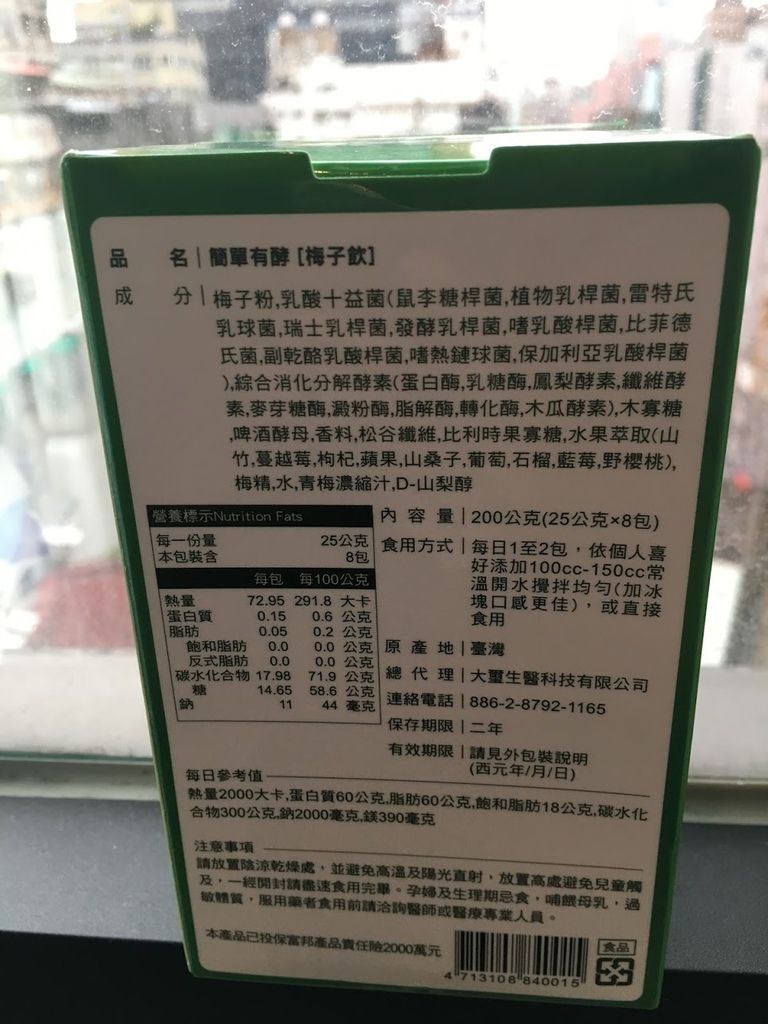 品 名｜簡單有酵 [梅子飲]
成 分｜梅子粉,乳酸十益菌(鼠李糖桿菌,植物乳桿菌,雷特氏
乳球菌,瑞士乳桿菌,發酵乳桿菌,嗜乳酸桿菌,比菲德
氏菌,副乾酪乳酸桿菌,嗜熱鏈球菌,保加利亞乳酸桿菌
),綜合消化分解酵素(蛋白酶,乳糖酶,鳳梨酵素,纖維酵
素,麥芽糖酶,澱粉酶,脂解酶,轉化酶,木瓜酵素),木寡糖
,啤酒酵母,香料,松谷纖維,比利時果寡糖,水果萃取(山
竹,蔓越莓,枸杞,蘋果,山桑子,葡萄,石榴,藍莓,野櫻桃),
梅精,水,青梅濃縮汁,D-山梨醇
營養標示Nutrition Fats
每一份量 25公克
本包裝含 8包
每包 每100公克
熱量 72.95 291.8 大卡
蛋白質 0.15 0.6 公克
脂肪 0.05 0.2 公克
飽和脂肪 0.0 0.0 公克
反式脂肪 0.0 0.0 公克
碳水化合物 17.98 71.9 公克
糖 14.65 58.6 公克
鈉 11 44 毫克
內 容 量｜200公克(25公克×8包)
食用方式｜每日1至2包，依個人喜
好添加100cc-150cc常
溫開水攪拌均勻(加冰
塊口感更佳)，或直接
食用
原 產 地｜臺灣
總 代 理｜大璽生醫科技有限公司
連絡電話｜886-2-8792-1165
保存期限｜二年
有效期限｜請見外包裝說明
(西元年/月/日)
每日參考值
熱量2000大卡,蛋白質60公克,脂肪60公克,飽和脂肪18公克,碳水化
合物300公克,鈉2000毫克,鎂390毫克
注意事項
請放置陰涼乾燥處，並避免高溫及陽光直射，放置高處避免兒童觸
及，一經開封請盡速食用完畢。孕婦及生理期忌食，哺餵母乳，過
敏體質，服用藥者食用前請洽詢醫師或醫療專業人員。
本產品已投保富邦產品責任險2000萬元
食品
4 713108 840015